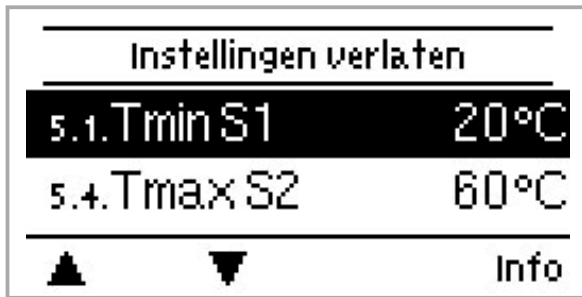 Instellingen verlaten
5.1.Tmin S1 20°C
5.4.Tmax S2 60°C
▲ ▼ Info